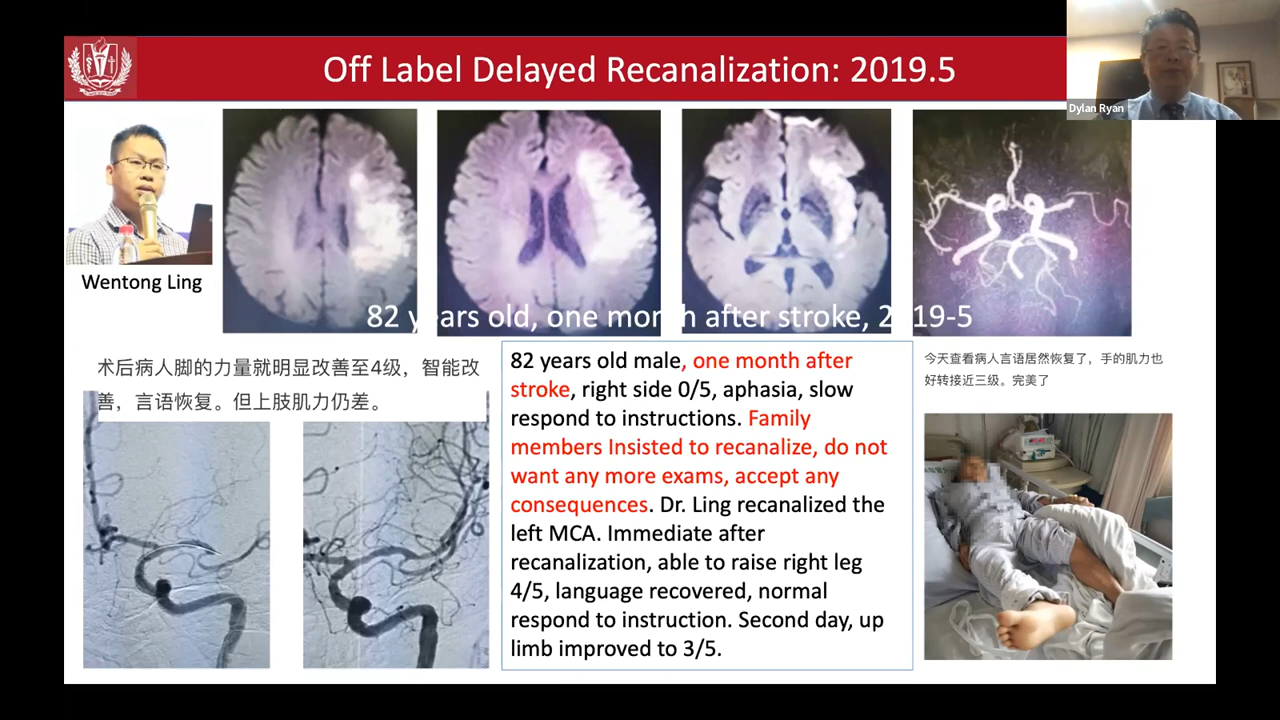 Off Label Delayed Recanalization: 2019.5
Dylan Ryan
Wentong Ling
82 years old, one month after stroke, 2019-5
术后病人脚的力量就明显改善至4级，智能改
善，言语恢复。但上肢肌力仍差。
82 years old male, one month after
stroke, right side 0/5, aphasia, slow
respond to instructions. Family
members Insisted to recanalize, do not
want any more exams, accept any
consequences. Dr. Ling recanalized the
left MCA. Immediate after
recanalization, able to raise right leg
4/5, language recovered, normal
respond to instruction. Second day, up
limb improved to 3/5.
今天查看病人言语居然恢复了，手的肌力也
好转接近三级。完美了